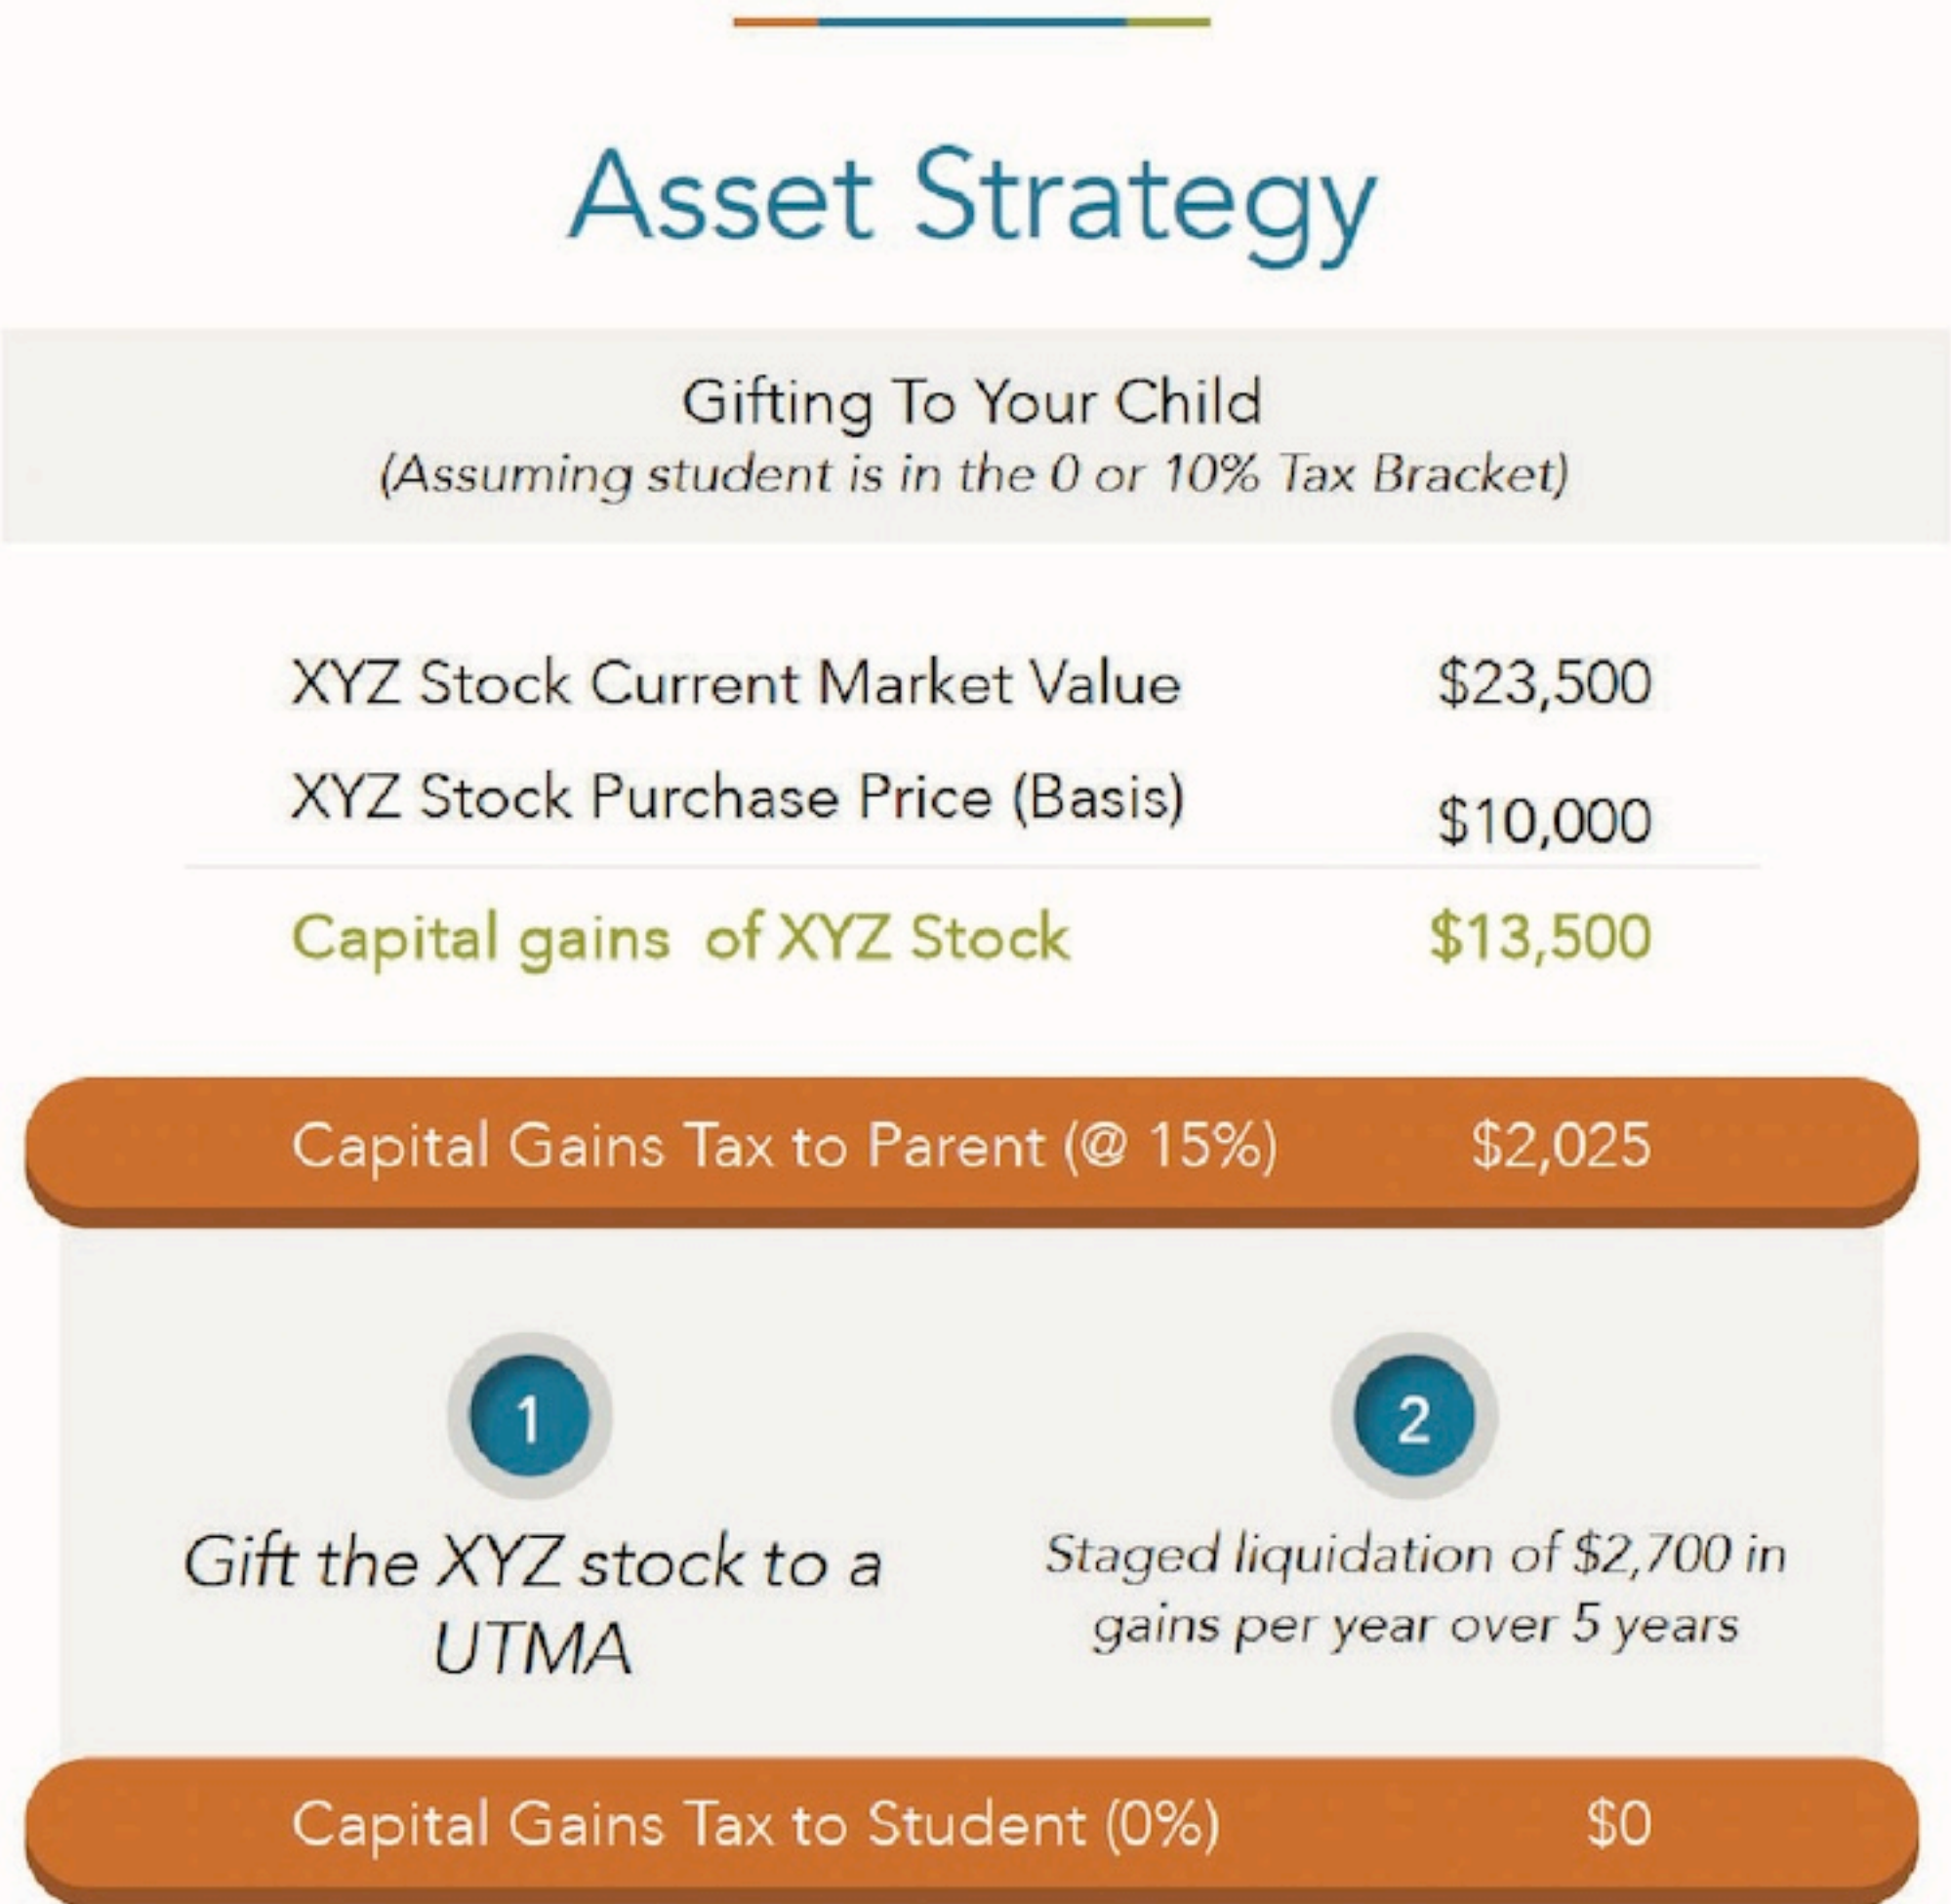 Asset Strategy
Gifting To Your Child
(Assuming student is in the 0 or 10% Tax Bracket)
XYZ Stock Current Market Value $23,500
XYZ Stock Purchase Price (Basis) $10,000
Capital gains of XYZ Stock $13,500
Capital Gains Tax to Parent (@ 15%) $2,025
1
Gift the XYZ stock to a
UTMA
2
Staged liquidation of $2,700 in
gains per year over 5 years
Capital Gains Tax to Student (0%) $0